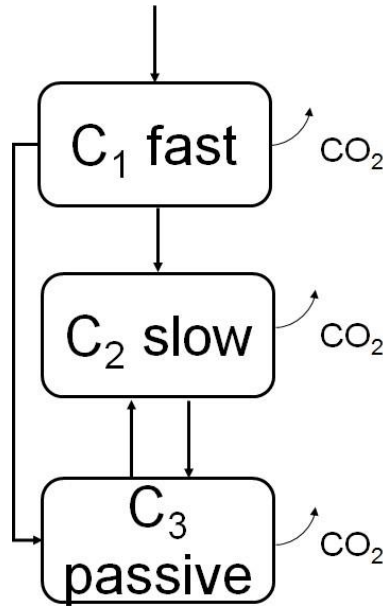 C₁ fast
CO₂
C₂ slow
CO₂
C₃
passive
CO₂